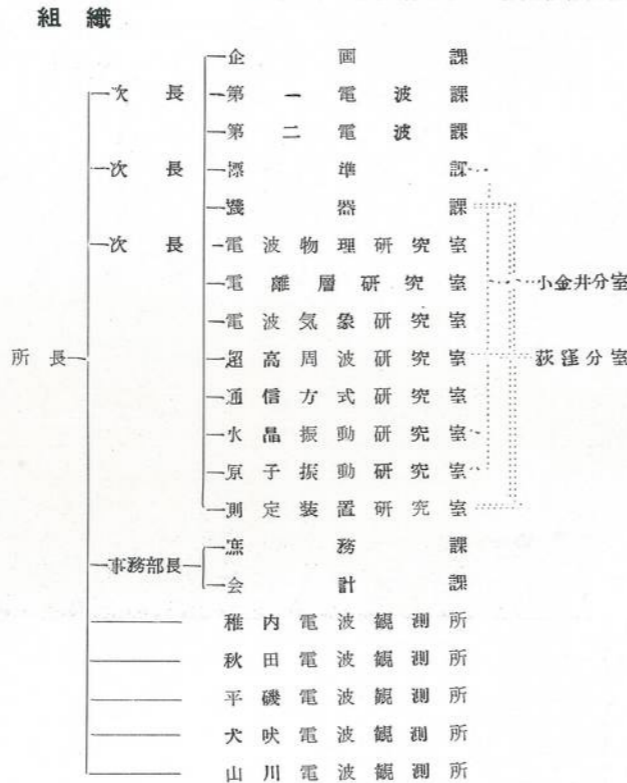 組織
企画課
次長 第一電波課
第二電波課
次長 標準課
機器課
次長 電波物理研究室
電離層研究室 小金井分室
電波気象研究室
所長 超高周波研究室 荻窪分室
通信方式研究室
水晶振動研究室
原子振動研究室
測定装置研究室
庶務課
事務部長
会計課
稚内電波観測所
秋田電波観測所
平磯電波観測所
犬吠電波観測所
山川電波観測所